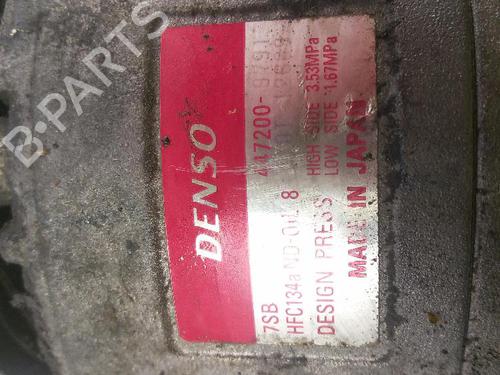 DENSO
447200-
7SB
HFC134a ND-OIL 8
DESIGN PRESS
HIGH SIDE 3.53MPa
LOW SIDE 1.67MPa
MADE IN JAPAN
B-PARTS